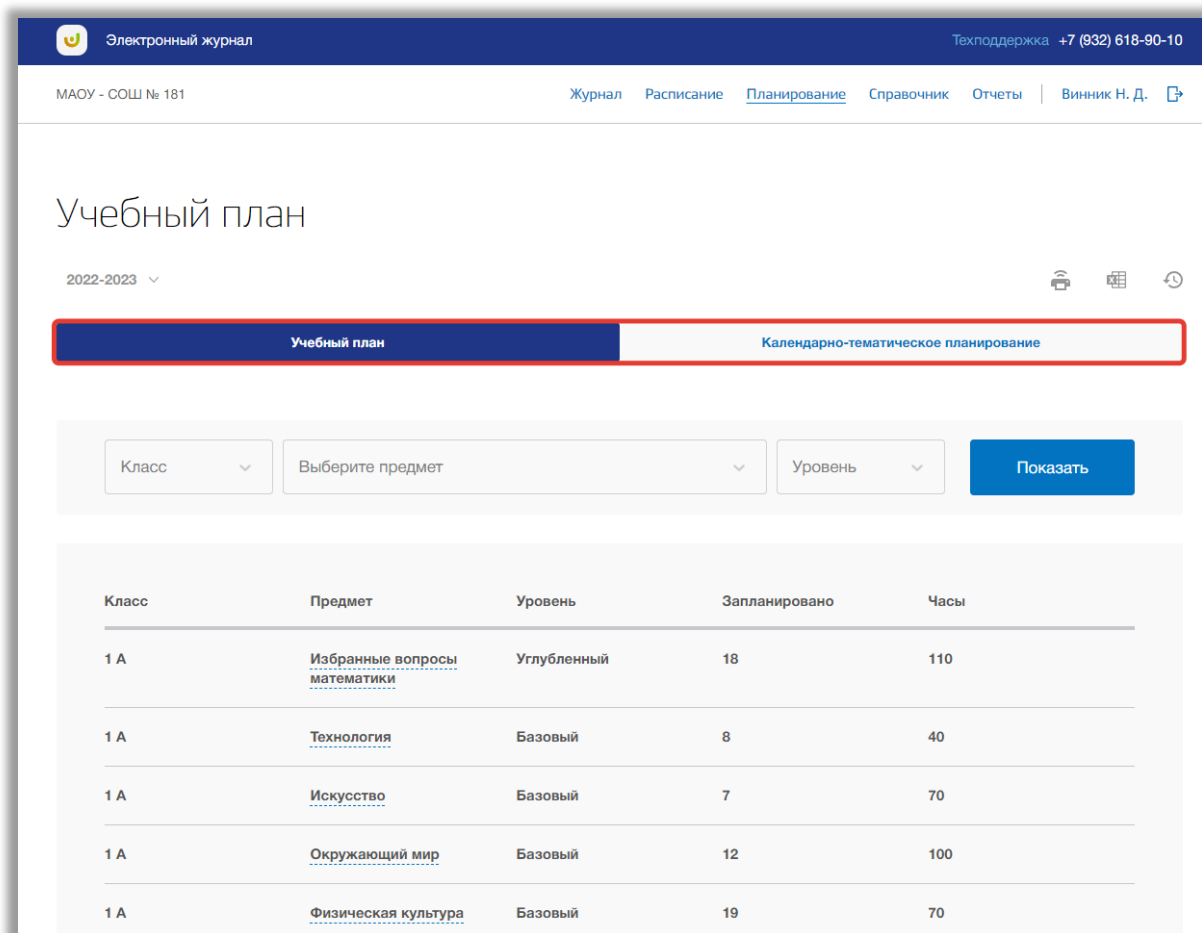 Электронный журнал Техподдержка +7 (932) 618-90-10
МАОУ - СОШ № 181 Журнал Расписание Планирование Справочник Отчеты Винник Н. Д.
Учебный план
2022-2023
Учебный план Календарно-тематическое планирование
Класс Выберите предмет Уровень Показать
Класс Предмет Уровень Запланировано Часы
1 А Избранные вопросы Углубленный 18 110
математики
1 А Технология Базовый 8 40
1 А Искусство Базовый 7 70
1 А Окружающий мир Базовый 12 100
1 А Физическая культура Базовый 19 70